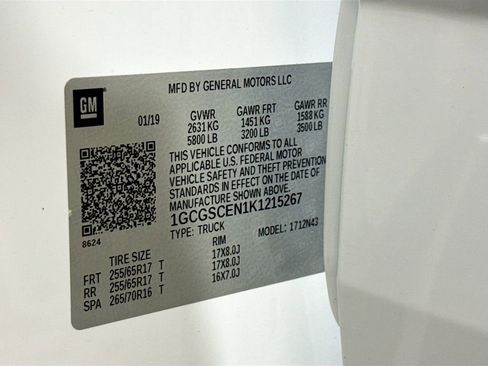 GM
MFD BY GENERAL MOTORS LLC
01/19 GVWR GAWR FRT GAWR RR
2631 KG 1451 KG 1588 KG
5800 LB 3200 LB 3500 LB
THIS VEHICLE CONFORMS TO ALL
APPLICABLE U.S. FEDERAL MOTOR
VEHICLE SAFETY AND THEFT PREVENTION
STANDARDS IN EFFECT ON THE DATE OF
MANUFACTURE SHOWN ABOVE.
1GCGSCEN1K1215267
8624 TYPE: TRUCK MODEL: 1712N43
TIRE SIZE RIM
FRT 255/65R17 T 17X8.0J
RR 255/65R17 T 17X8.0J
SPA 265/70R16 T 16X7.0J